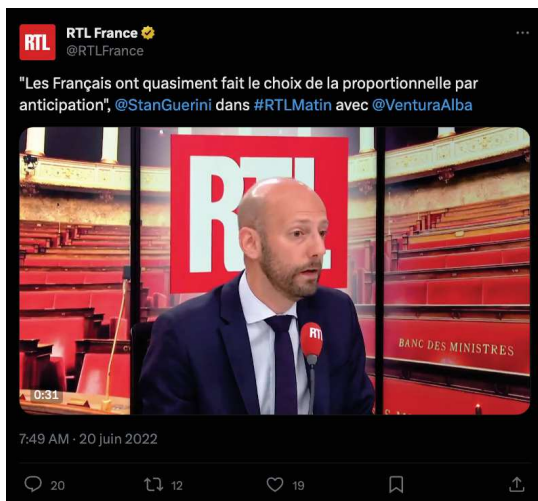 RTL
RTL France
@RTLFrance
"Les Français ont quasiment fait le choix de la proportionnelle par
anticipation", @StanGuerini dans #RTLMatin avec @VenturaAlba
RTL
RTL
BANC DES MINISTRES
0:31
7:49 AM · 20 juin 2022
20
12
19